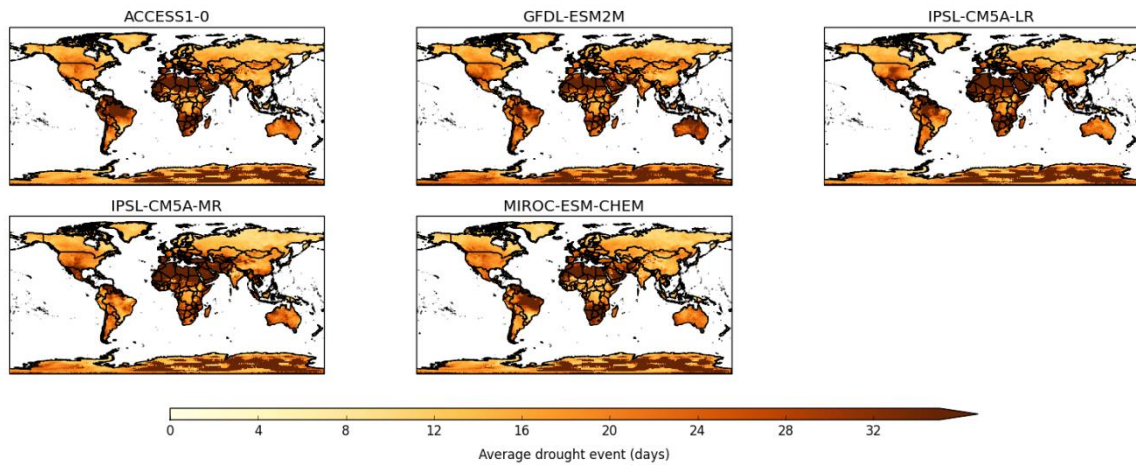 ACCESS1-0
GFDL-ESM2M
IPSL-CM5A-LR
IPSL-CM5A-MR
MIROC-ESM-CHEM
0 4 8 12 16 20 24 28 32
Average drought event (days)